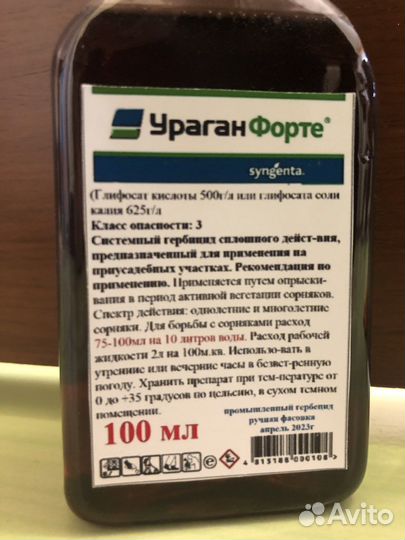 Ураган Форте®
syngenta.
(Глифосат кислоты 500г/л или глифосата соли
калия 625г/л
Класс опасности: 3
Системный гербицид сплошного дейст-вия,
предназначенный для применения на
приусадебных участках. Рекомендация по
применению. Применяется путем опрыски-
вания в период активной вегетации сорняков.
Спектр действия: однолетние и многолетние
сорняки. Для борьбы с сорняками расход
75-100мл на 10 литров воды. Расход рабочей
жидкости 2л на 100м.кв. Использо-вать в
утренние или вечерние часы в безвет-ренную
погоду. Хранить препарат при тем-пературе от
0 до +35 градусов по цельсию, в сухом темном
помещении.
промышленный гербецид
ручная фасовка
апрель 2023г
100 мл
Avito